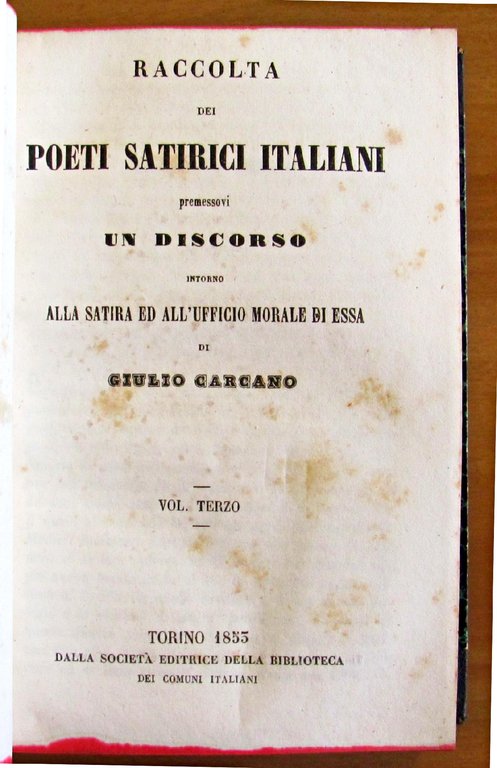 RACCOLTA
DEI
POETI SATIRICI ITALIANI
premessovi
UN DISCORSO
INTORNO
ALLA SATIRA ED ALL'UFFICIO MORALE DI ESSA
DI
GIULIO CARCANO
VOL. TERZO
TORINO 1853
DALLA SOCIETÀ EDITRICE DELLA BIBLIOTECA
DEI COMUNI ITALIANI